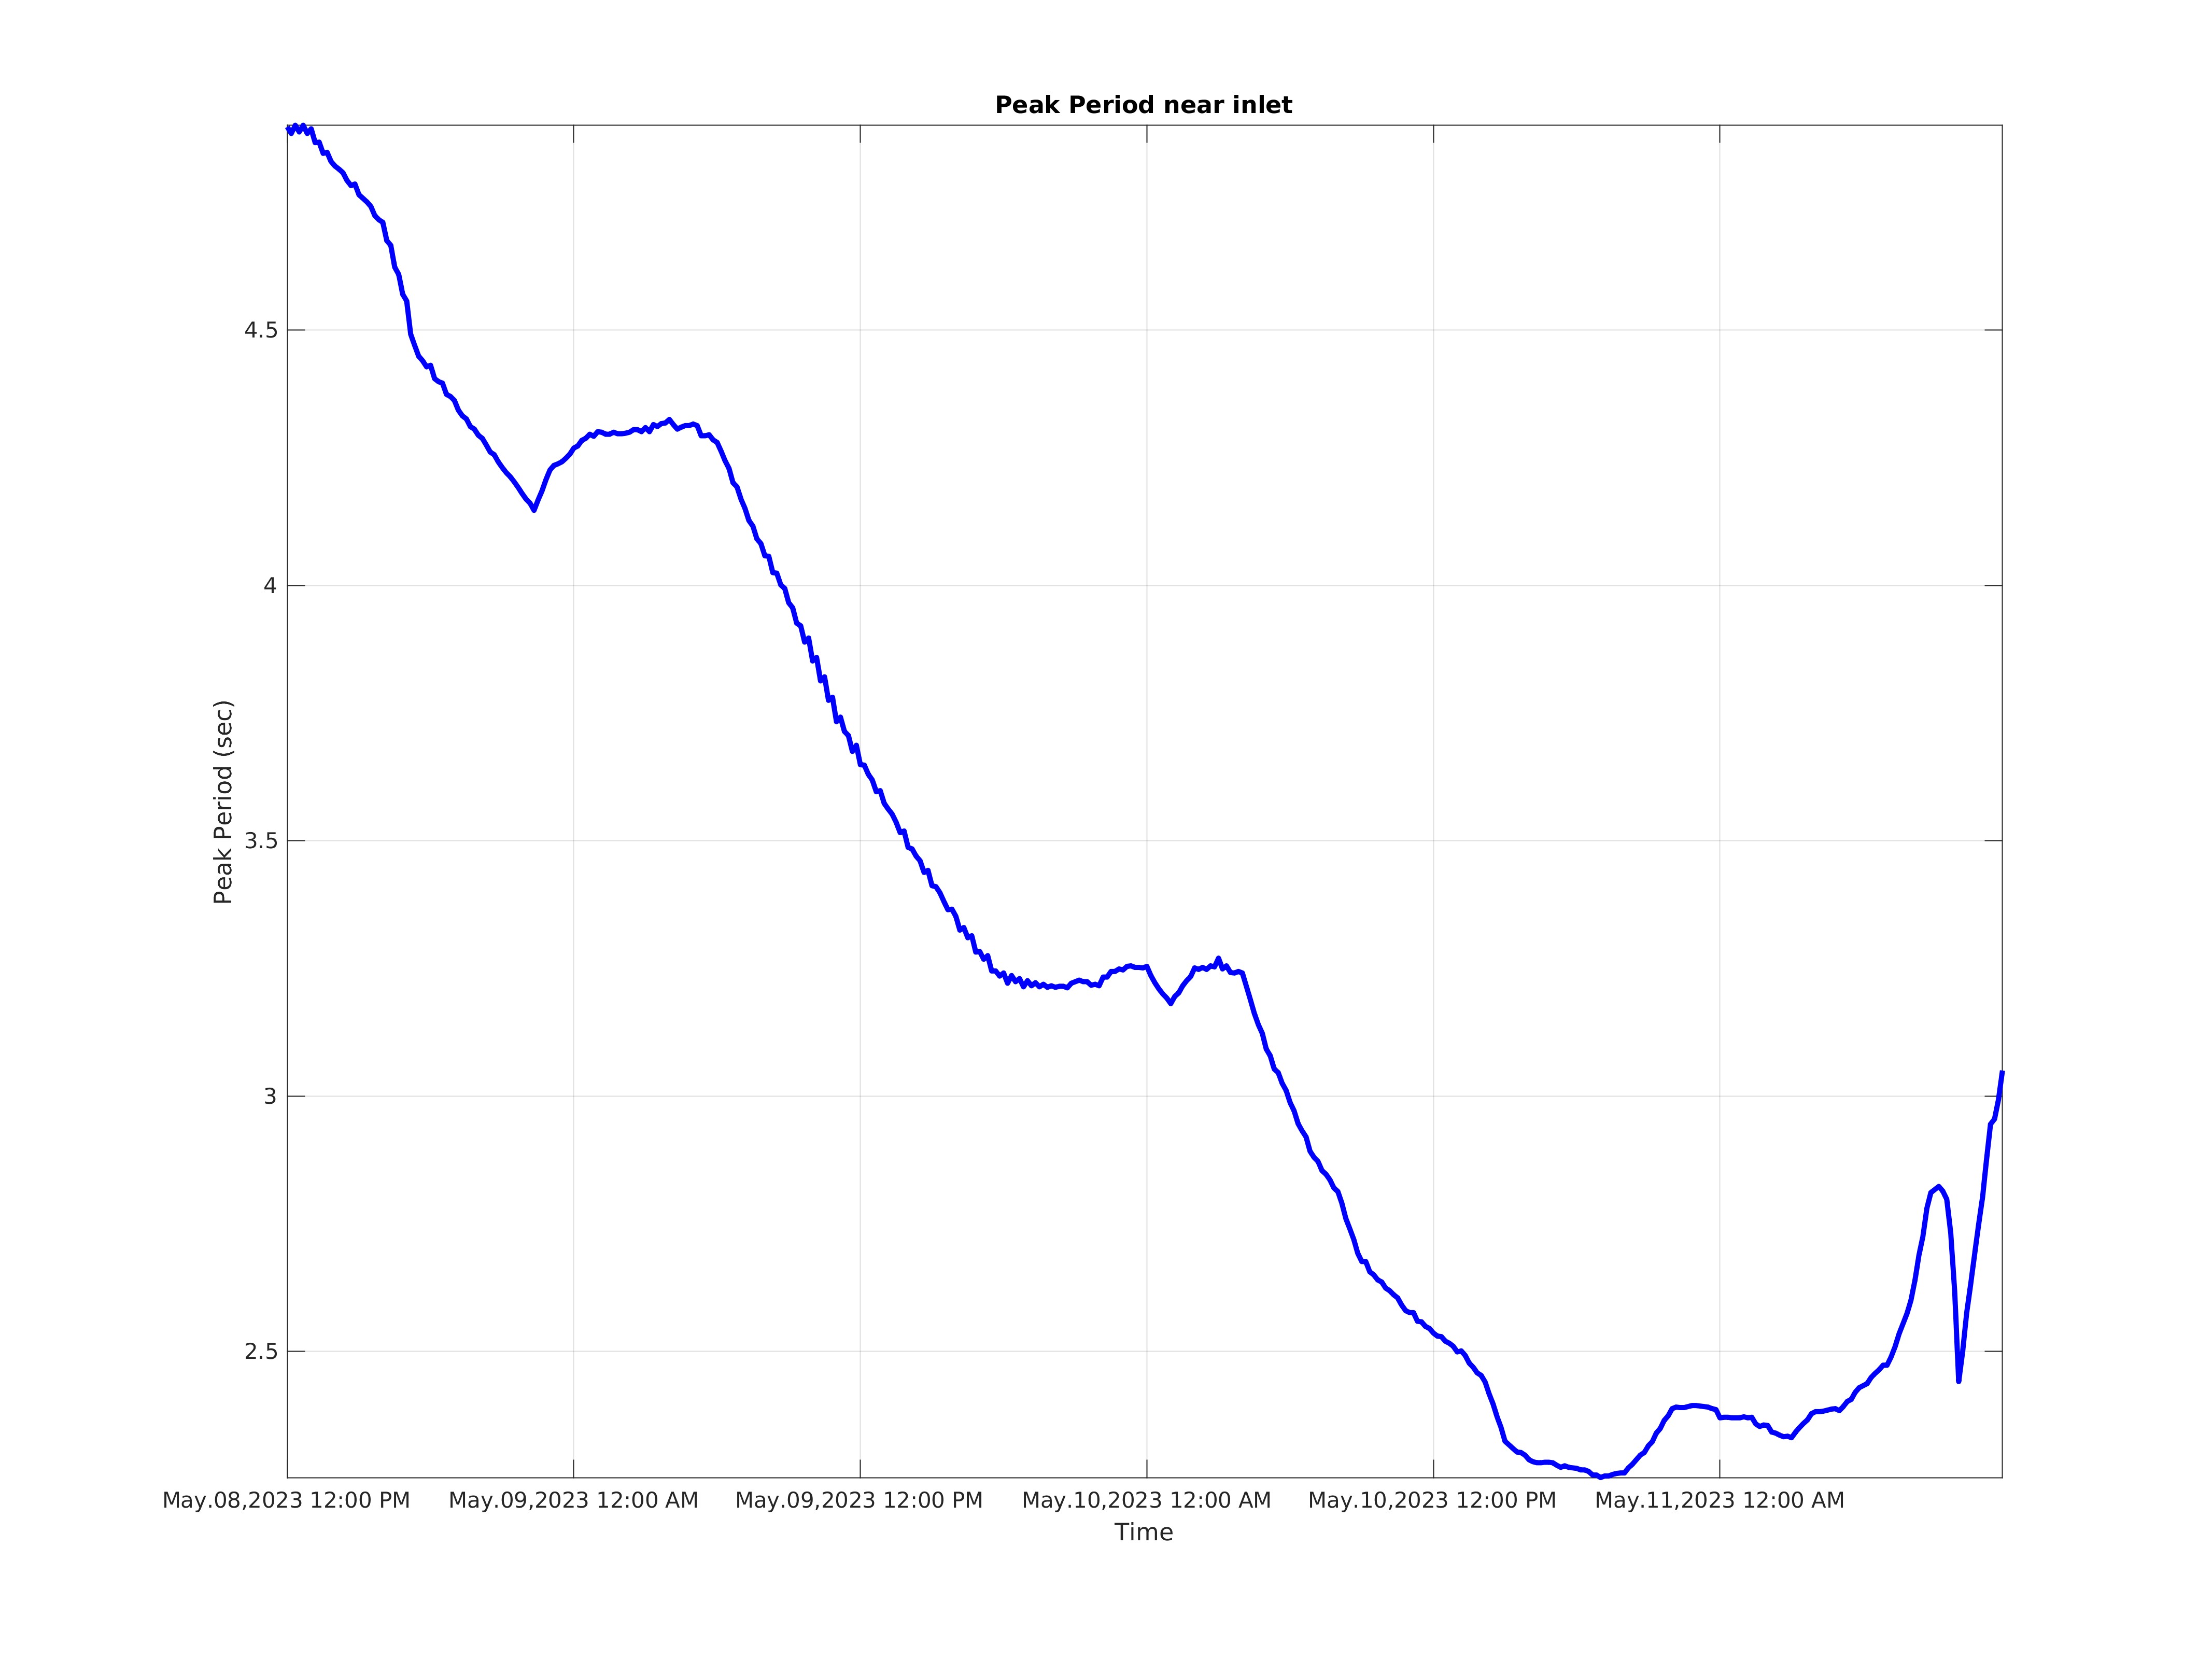 Peak Period near inlet
Peak Period (sec)
4.5
4
3.5
3
2.5
May.08,2023 12:00 PM May.09,2023 12:00 AM May.09,2023 12:00 PM May.10,2023 12:00 AM May.10,2023 12:00 PM May.11,2023 12:00 AM
Time